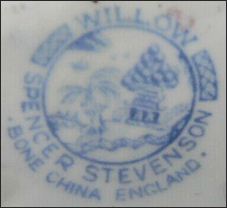 WILLOW
SPENCER STEVENSON
· BONE CHINA ENGLAND ·